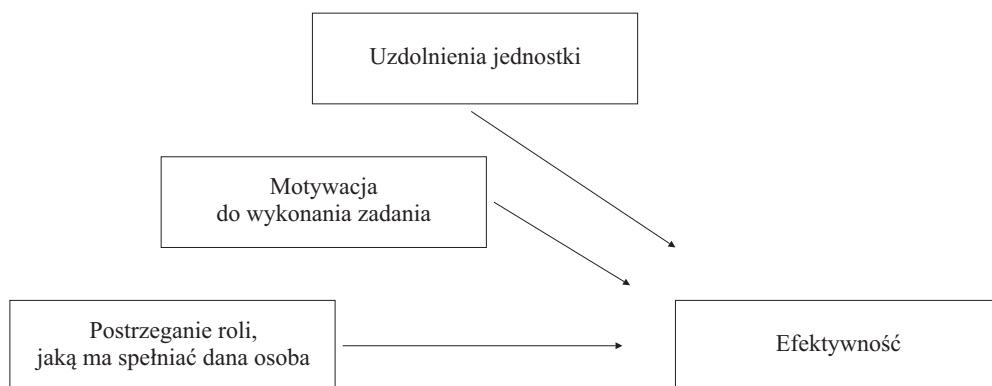 Uzdolnienia jednostki
Motywacja
do wykonania zadania
Postrzeganie roli,
jaką ma spełniać dana osoba
Efektywność